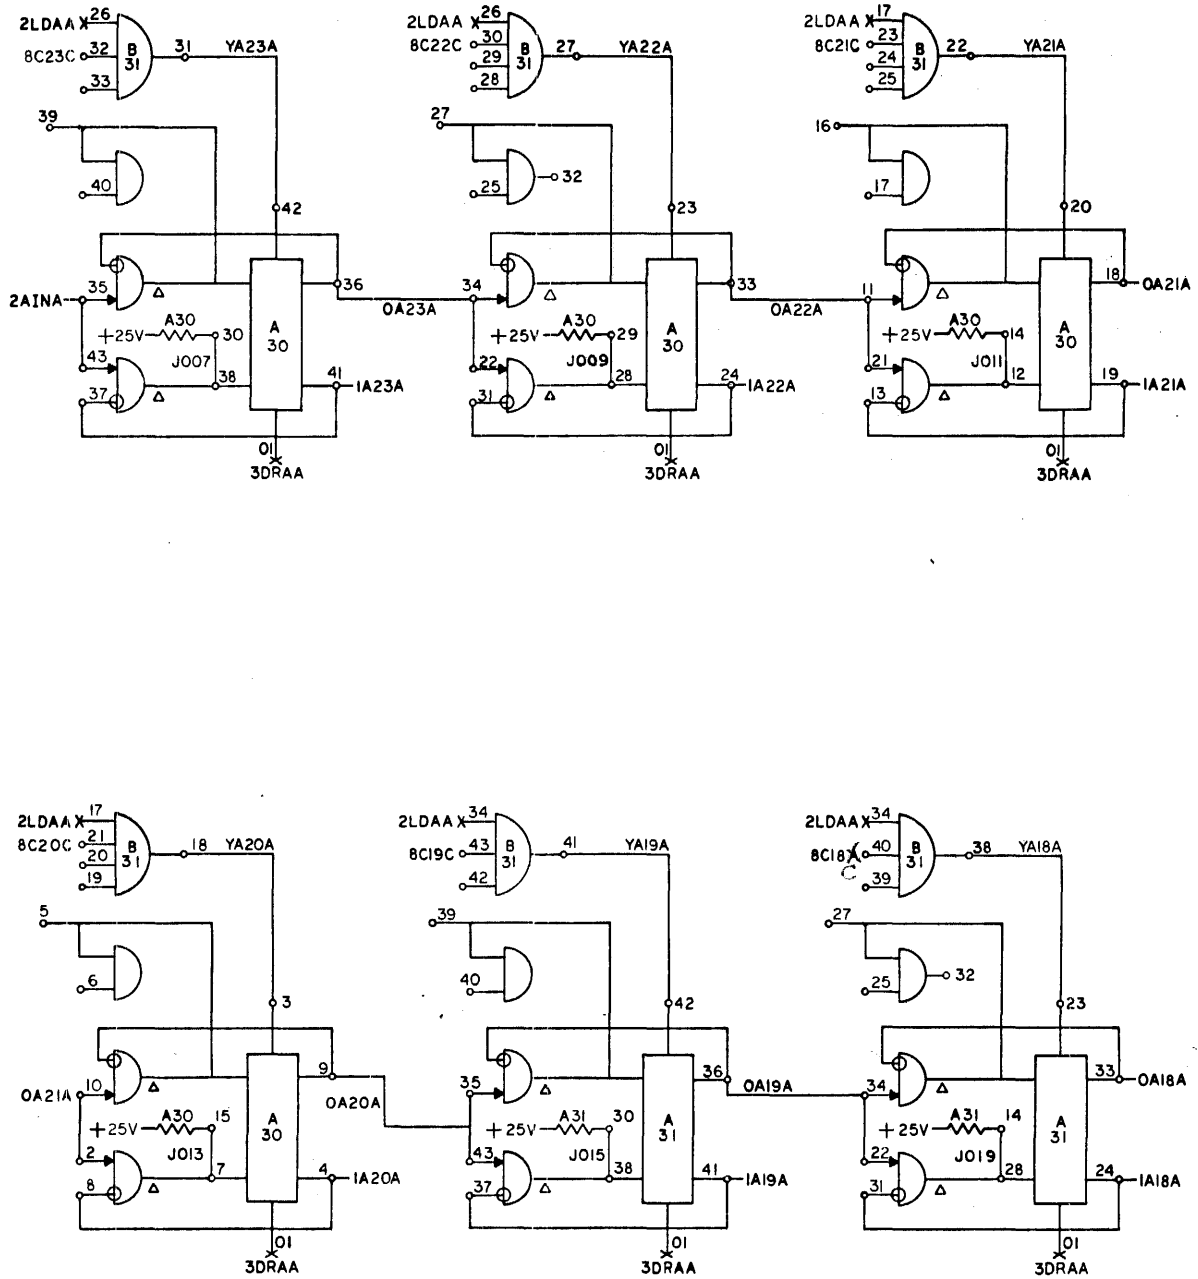 2LDAA 26 2LDAA 26 2LDAA 17
8C23C 32 B 31 31 YA23A 8C22C 30 B 31 27 YA22A 8C21C 23 B 31 22 YA21A
33 29 24
28 25
39 27 16
40 25 32 17
42 23 20
2AINA 35 36 0A23A 34 33 0A22A 11 18 0A21A
+25V A30 30 A 30 +25V A30 29 A 30 +25V A30 14 A 30
43 J007 22 J009 21 J011
37 38 41 1A23A 31 28 24 1A22A 13 12 19 1A21A
01 01 01
3DRAA 3DRAA 3DRAA
2LDAA 17 2LDAA 34 2LDAA 34
8C20C 21 B 31 18 YA20A 8C19C 43 B 31 41 YA19A 8C18 C 40 B 31 38 YA18A
20 42 39
19
5 39 27
6 40 25 32
3 42 23
0A21A 10 9 0A20A 35 36 0A19A 34 33 0A18A
+25V A30 15 A 30 +25V A31 30 A 31 +25V A31 14 A 31
2 J013 43 J015 22 J019
8 7 4 1A20A 37 38 41 1A19A 31 28 24 1A18A
01 01 01
3DRAA 3DRAA 3DRAA